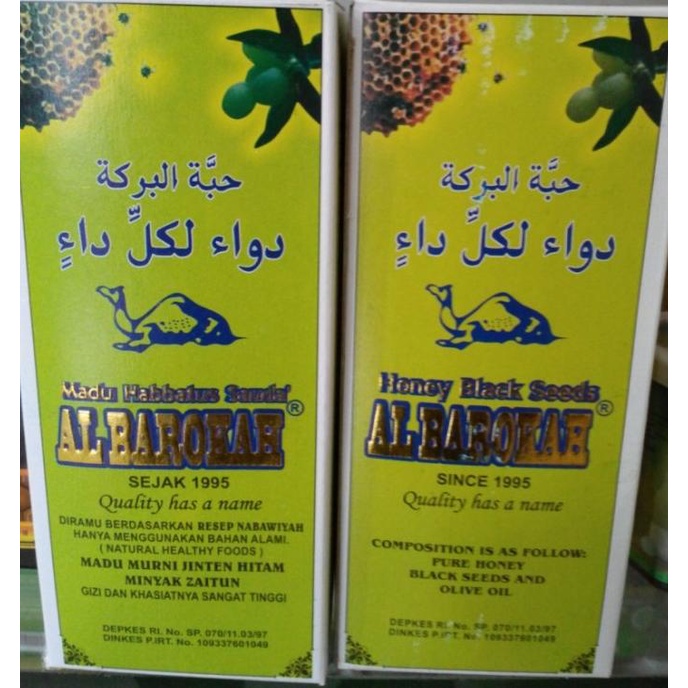 حبَّة البركة
دواء لكلِّ داءٍ
Madu Habbatus Sauda'
AL BAROKAH ®
SEJAK 1995
Quality has a name
DIRAMU BERDASARKAN RESEP NABAWIYAH
HANYA MENGGUNAKAN BAHAN ALAMI.
( NATURAL HEALTHY FOODS )
MADU MURNI JINTEN HITAM
MINYAK ZAITUN
GIZI DAN KHASIATNYA SANGAT TINGGI
DEPKES RI. No. SP. 070/11.03/97
DINKES P.IRT. No. 109337601049
حبَّة البركة
دواء لكلِّ داءٍ
Honey Black Seeds
AL BAROKAH ®
SINCE 1995
Quality has a name
COMPOSITION IS AS FOLLOW:
PURE HONEY
BLACK SEEDS AND
OLIVE OIL
DEPKES RI. No. SP. 070/11.03/97
DINKES P.IRT. No. 109337601049